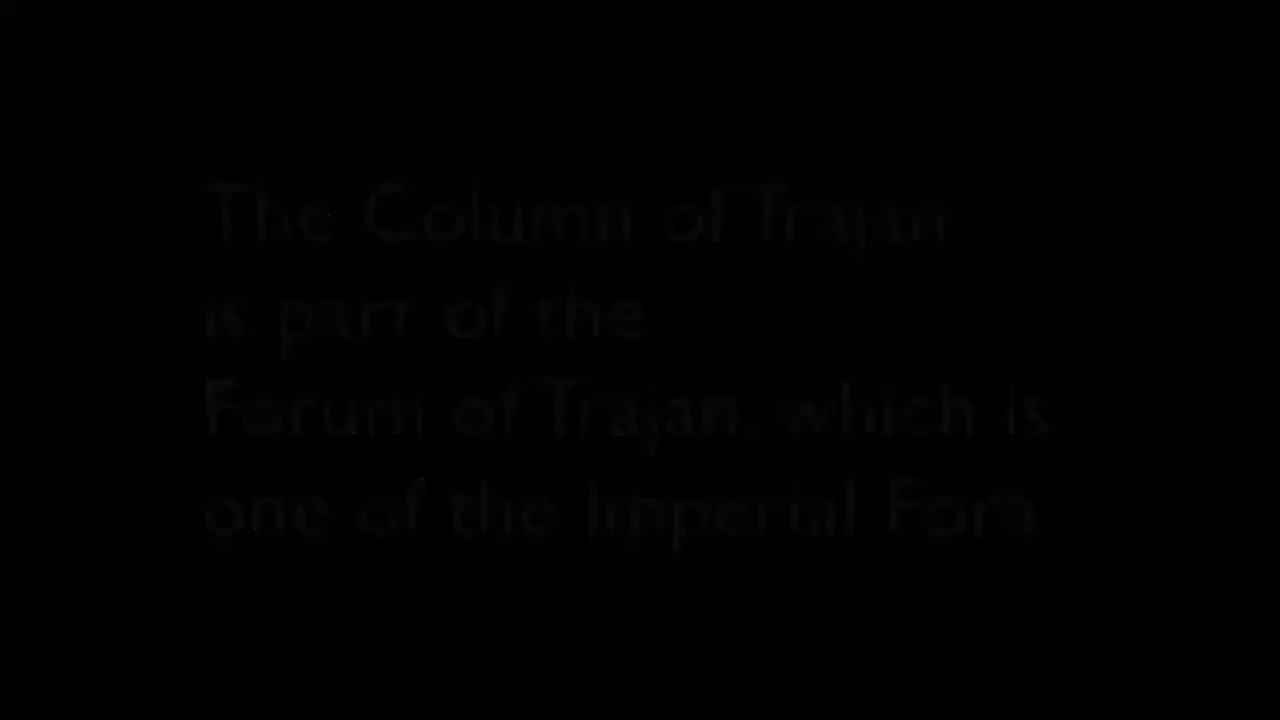 The Column of Trajan
is part of the
Forum of Trajan, which is
one of the Imperial Fora